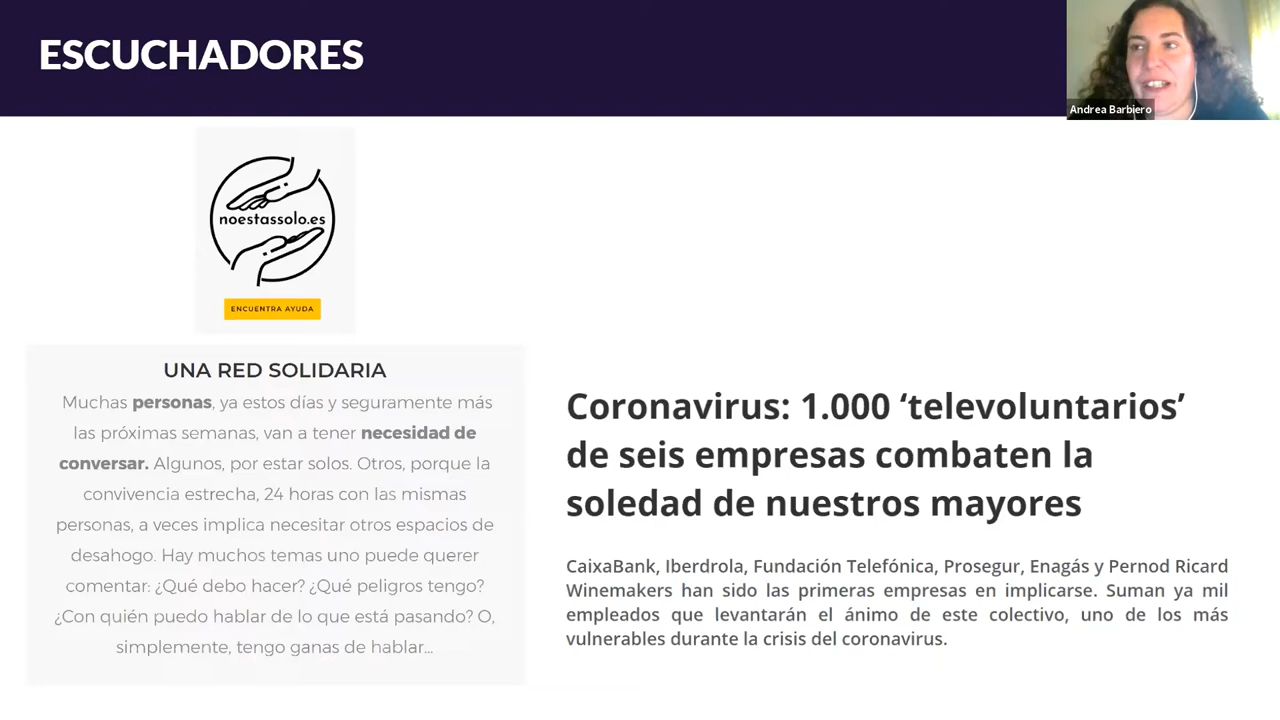 ESCUCHADORES
Andrea Barbiero
noestassolo.es
ENCUENTRA AYUDA
UNA RED SOLIDARIA
Muchas personas, ya estos días y seguramente más
las próximas semanas, van a tener necesidad de
conversar. Algunos, por estar solos. Otros, porque la
convivencia estrecha, 24 horas con las mismas
personas, a veces implica necesitar otros espacios de
desahogo. Hay muchos temas uno puede querer
comentar: ¿Qué debo hacer? ¿Qué peligros tengo?
¿Con quién puedo hablar de lo que está pasando? O,
simplemente, tengo ganas de hablar...
Coronavirus: 1.000 ‘televoluntarios’
de seis empresas combaten la
soledad de nuestros mayores
CaixaBank, Iberdrola, Fundación Telefónica, Prosegur, Enagás y Pernod Ricard
Winemakers han sido las primeras empresas en implicarse. Suman ya mil
empleados que levantarán el ánimo de este colectivo, uno de los más
vulnerables durante la crisis del coronavirus.